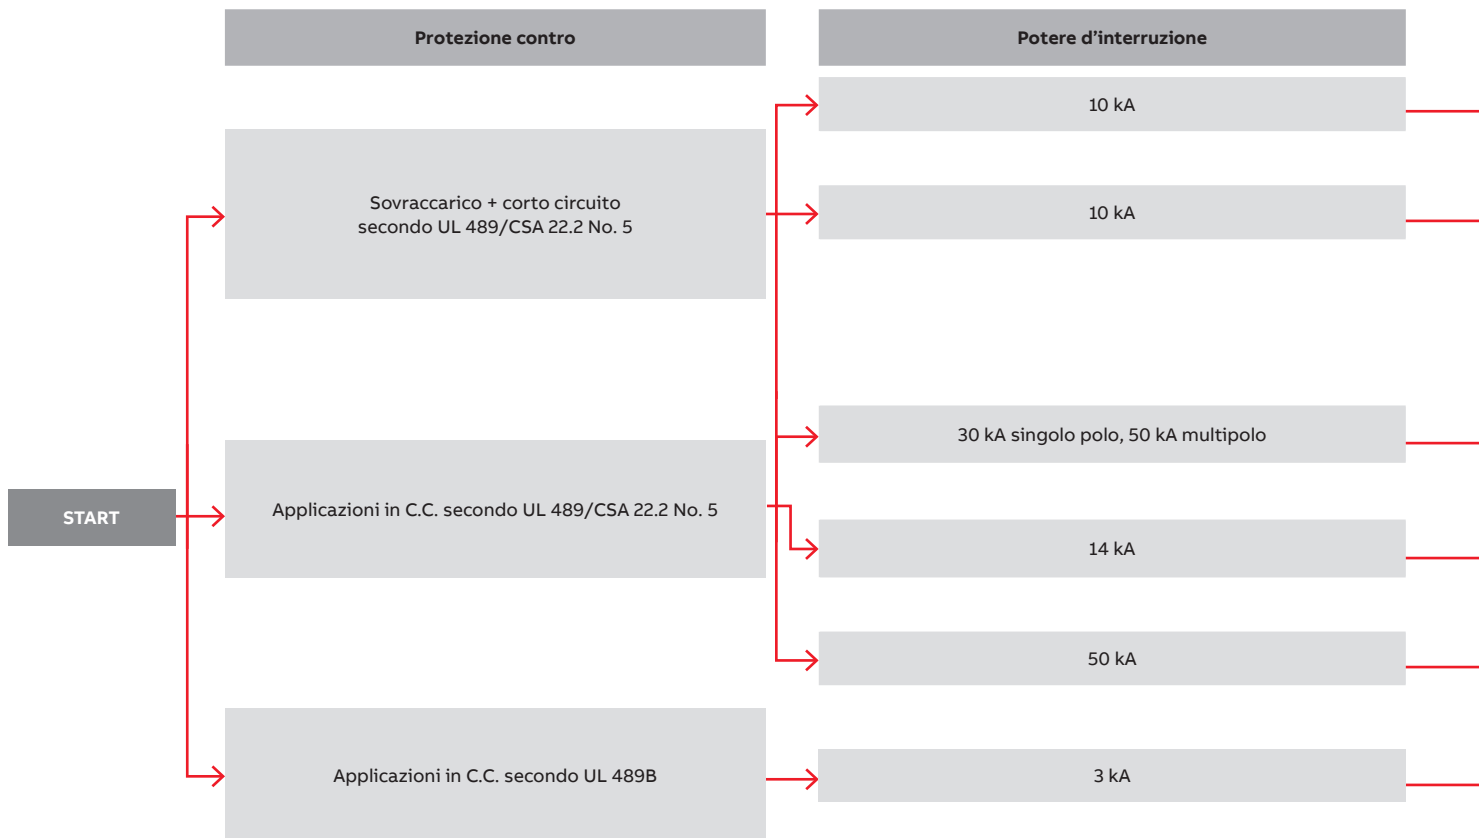 Protezione contro
Potere d'interruzione
10 kA
Sovraccarico + corto circuito
secondo UL 489/CSA 22.2 No. 5
10 kA
30 kA singolo polo, 50 kA multipolo
START
Applicazioni in C.C. secondo UL 489/CSA 22.2 No. 5
14 kA
50 kA
Applicazioni in C.C. secondo UL 489B
3 kA